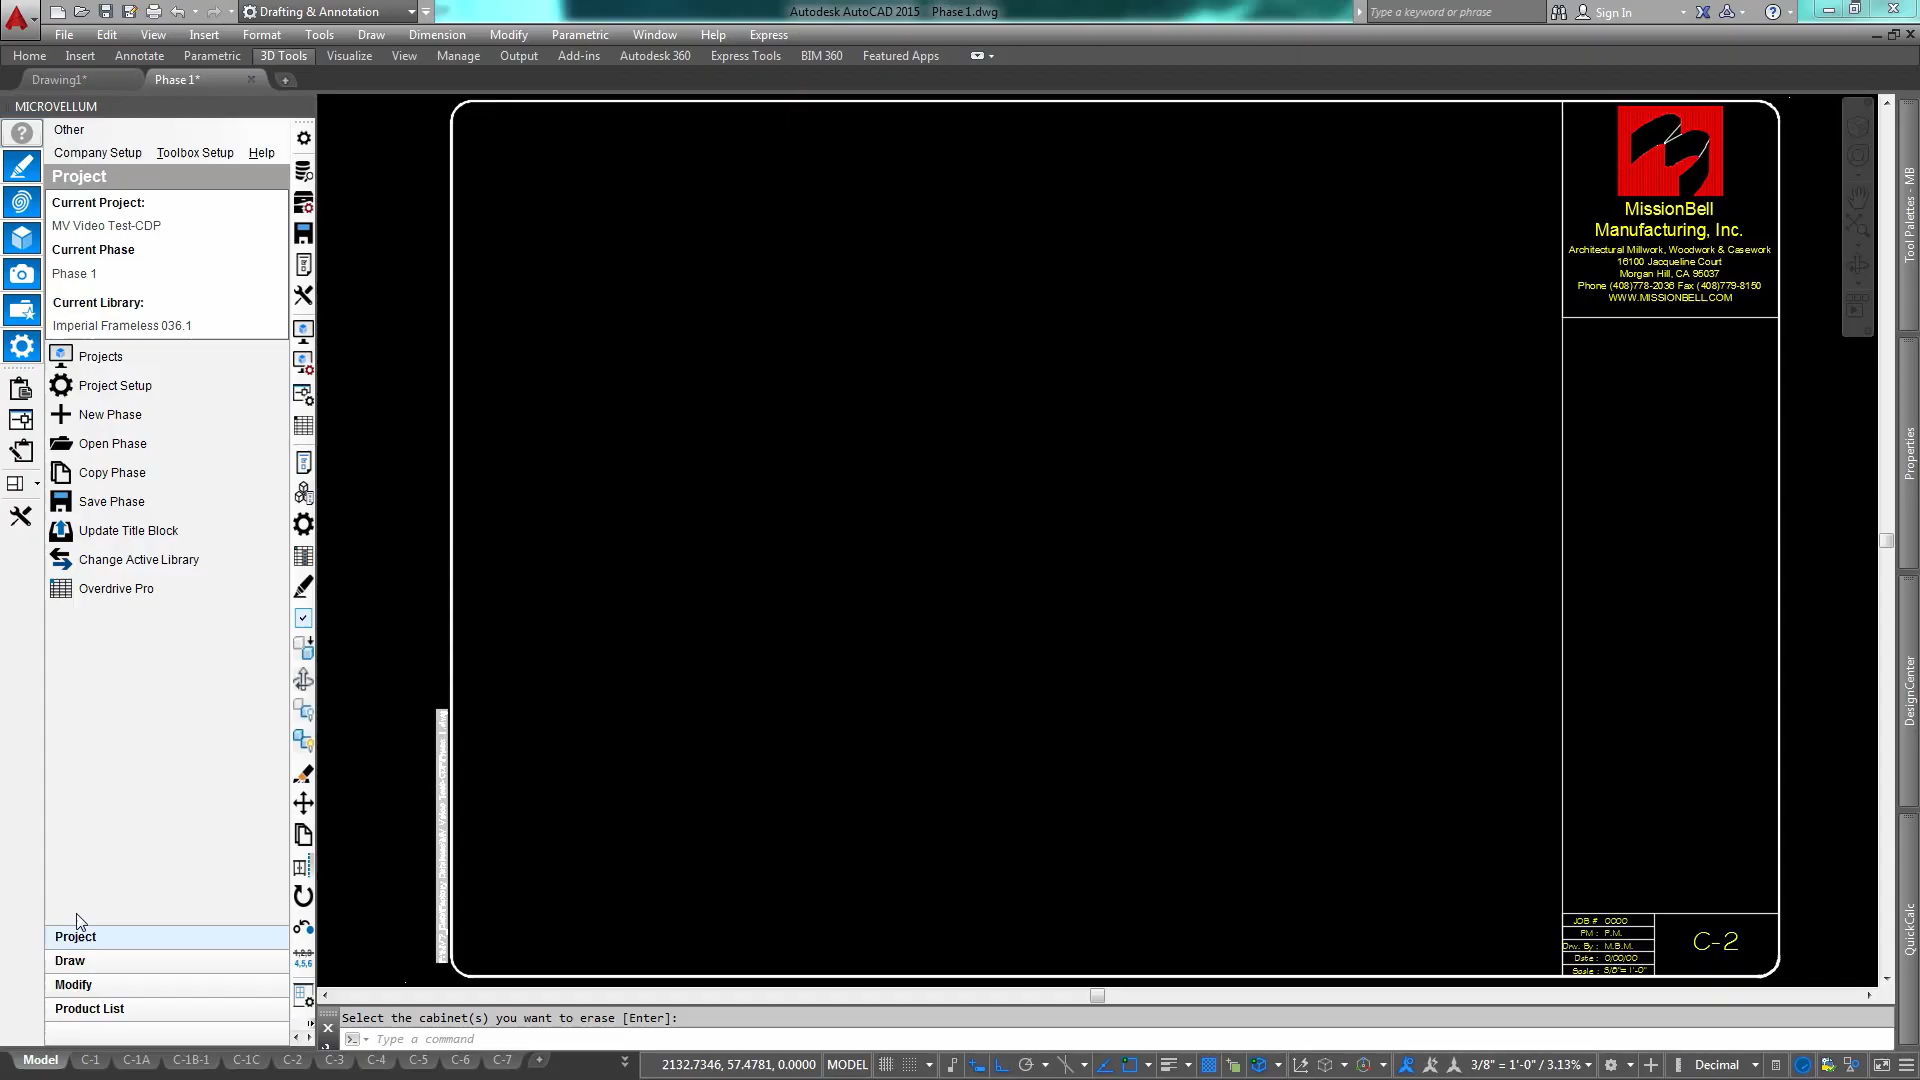 Drafting & Annotation
Autodesk AutoCAD 2015 Phase 1.dwg
Type a keyword or phrase
Sign In
File Edit View Insert Format Tools Draw Dimension Modify Parametric Window Help Express
Home Insert Annotate Parametric 3D Tools Visualize View Manage Output Add-ins Autodesk 360 Express Tools BIM 360 Featured Apps
Drawing1* Phase 1*
MICROVELLUM
Other
Company Setup Toolbox Setup Help
Project
Current Project:
MV Video Test-CDP
Current Phase
Phase 1
Current Library:
Imperial Frameless 036.1
Projects
Project Setup
New Phase
Open Phase
Copy Phase
Save Phase
Update Title Block
Change Active Library
Overdrive Pro
Project
Draw
Modify
Product List
MissionBell
Manufacturing, Inc.
Architectural Millwork, Woodwork & Casework
16100 Jacqueline Court
Morgan Hill, CA 95037
Phone (408)778-2036 Fax (408)779-8150
WWW.MISSIONBELL.COM
JOB # 0000
PM : P.M.
Drw. By : M.B.M.
Date : 0/00/00
Scale : 3/8"= 1'-0"
C-2
Tool Palettes - MB
Properties
DesignCenter
QuickCalc
Select the cabinet(s) you want to erase [Enter]:
Type a command
Model C-1 C-1A C-1B-1 C-1C C-2 C-3 C-4 C-5 C-6 C-7
2132.7346, 57.4781, 0.0000 MODEL
3/8" = 1'-0" / 3.13%
Decimal